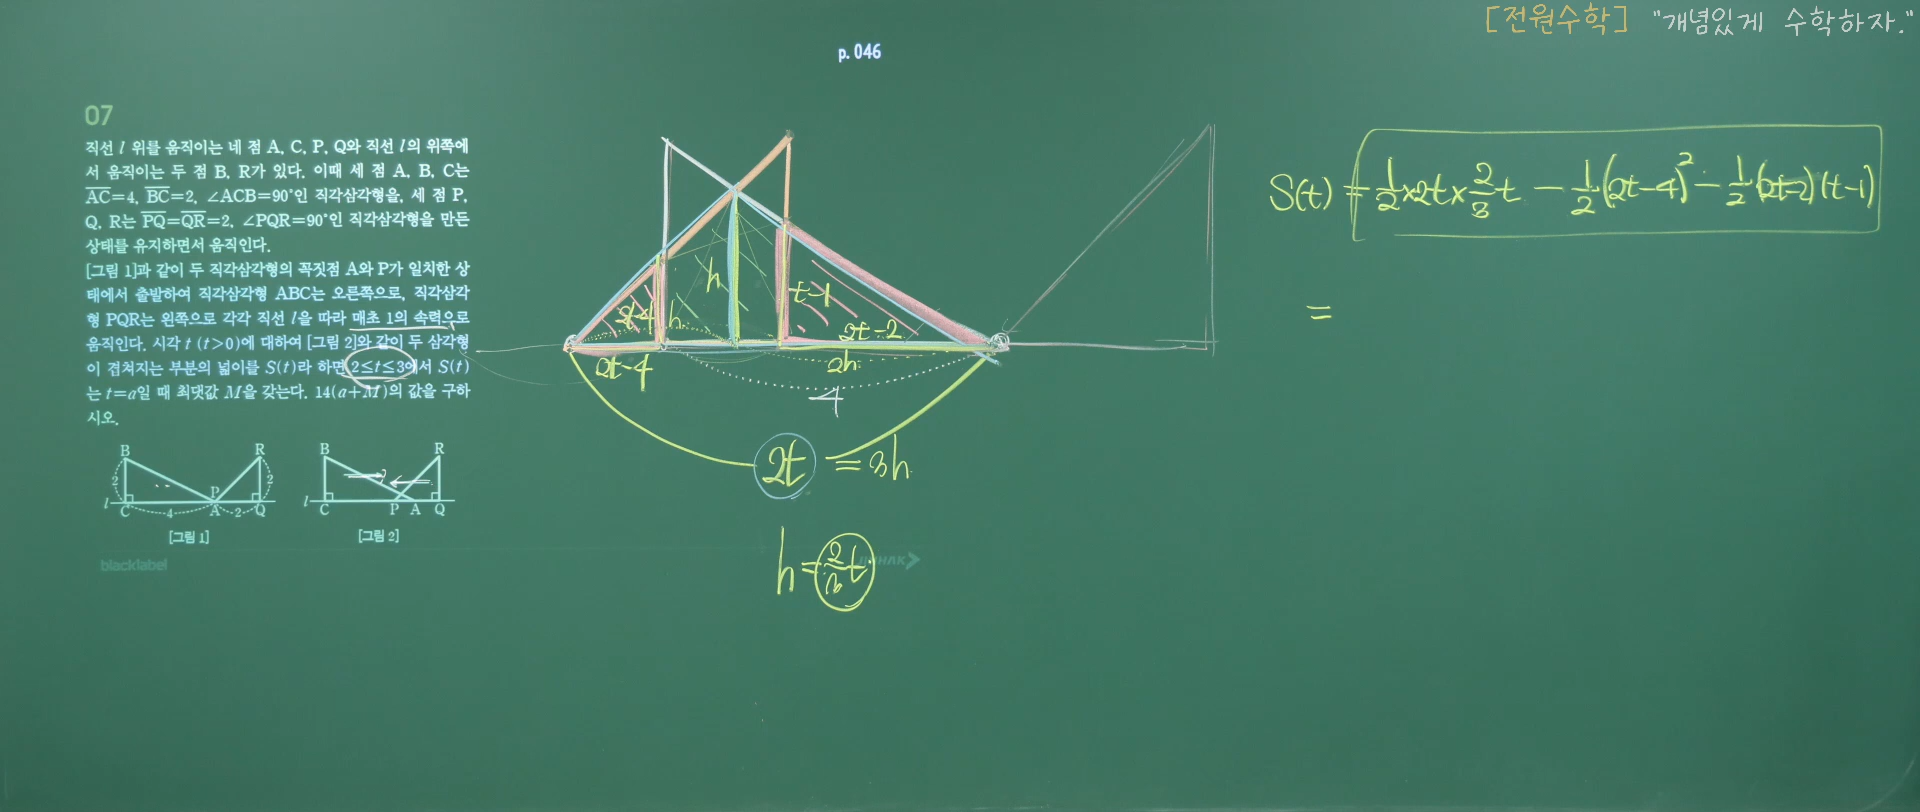 [전원수학] "개념있게 수학하자."
p. 046
07
직선 l 위를 움직이는 네 점 A, C, P, Q와 직선 l의 위쪽에
서 움직이는 두 점 B, R가 있다. 이때 세 점 A, B, C는
AC=4, BC=2, ∠ACB=90°인 직각삼각형을, 세 점 P,
Q, R는 PQ=QR=2, ∠PQR=90°인 직각삼각형을 만든
상태를 유지하면서 움직인다.
[그림 1]과 같이 두 직각삼각형의 꼭짓점 A와 P가 일치한 상
태에서 출발하여 직각삼각형 ABC는 오른쪽으로, 직각삼각
형 PQR는 왼쪽으로 각각 직선 l을 따라 매초 1의 속력으로
움직인다. 시각 t (t>0)에 대하여 [그림 2]와 같이 두 삼각형
이 겹쳐지는 부분의 넓이를 S(t)라 하면 2≤t≤3에서 S(t)
는 t=a일 때 최댓값 M을 갖는다. 14(a+M)의 값을 구하
시오.
B R
2 P 2
l C 4 A 2 Q
[그림 1]
B R
l C P A Q
[그림 2]
blacklabel
h h t-1
2t-4 2t-2
2h
4
2t =3h
h=2/3 t
S(t) = 1/2×2t×2/3 t - 1/2(2t-4)² - 1/2(2t-2)(t-1)
=